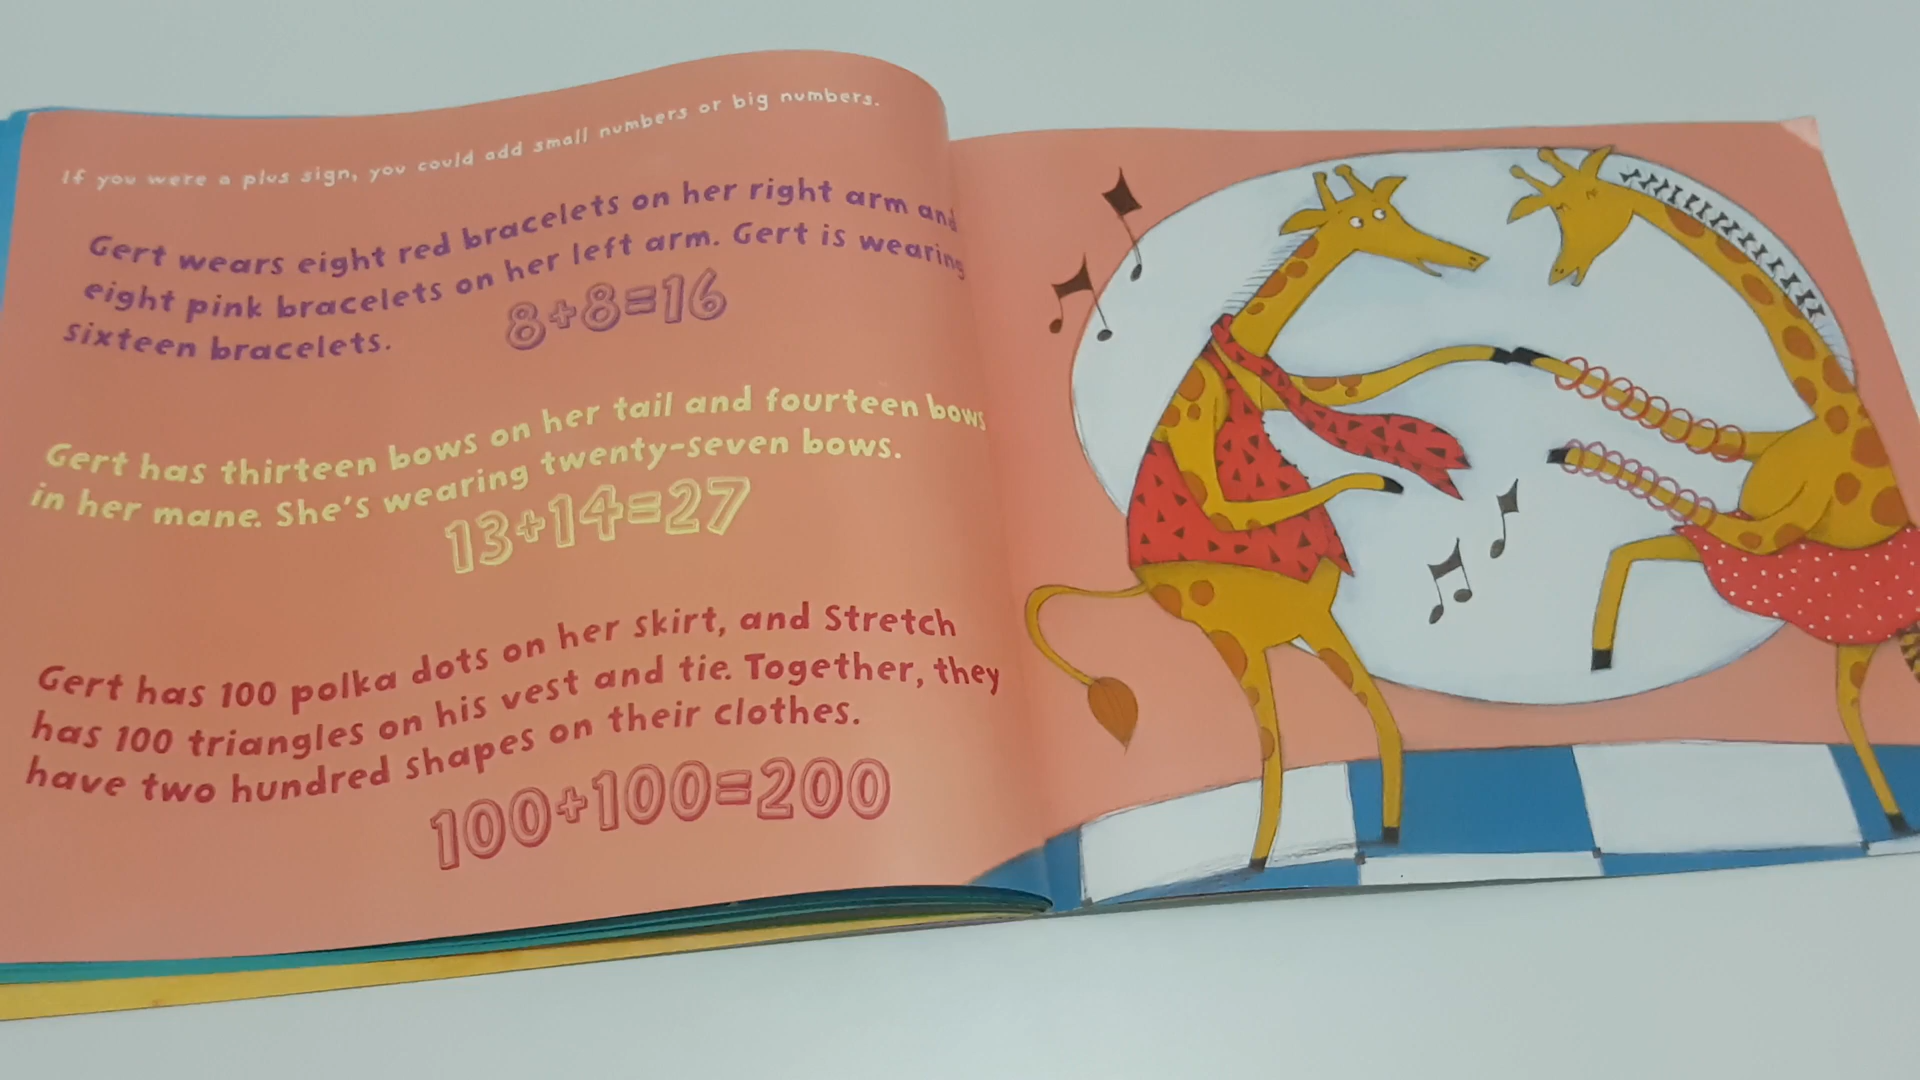 If you were a plus sign, you could add small numbers or big numbers.
Gert wears eight red bracelets on her right arm and
eight pink bracelets on her left arm. Gert is wearing
sixteen bracelets.
8+8=16
Gert has thirteen bows on her tail and fourteen bows
in her mane. She's wearing twenty-seven bows.
13+14=27
Gert has 100 polka dots on her skirt, and Stretch
has 100 triangles on his vest and tie. Together, they
have two hundred shapes on their clothes.
100+100=200